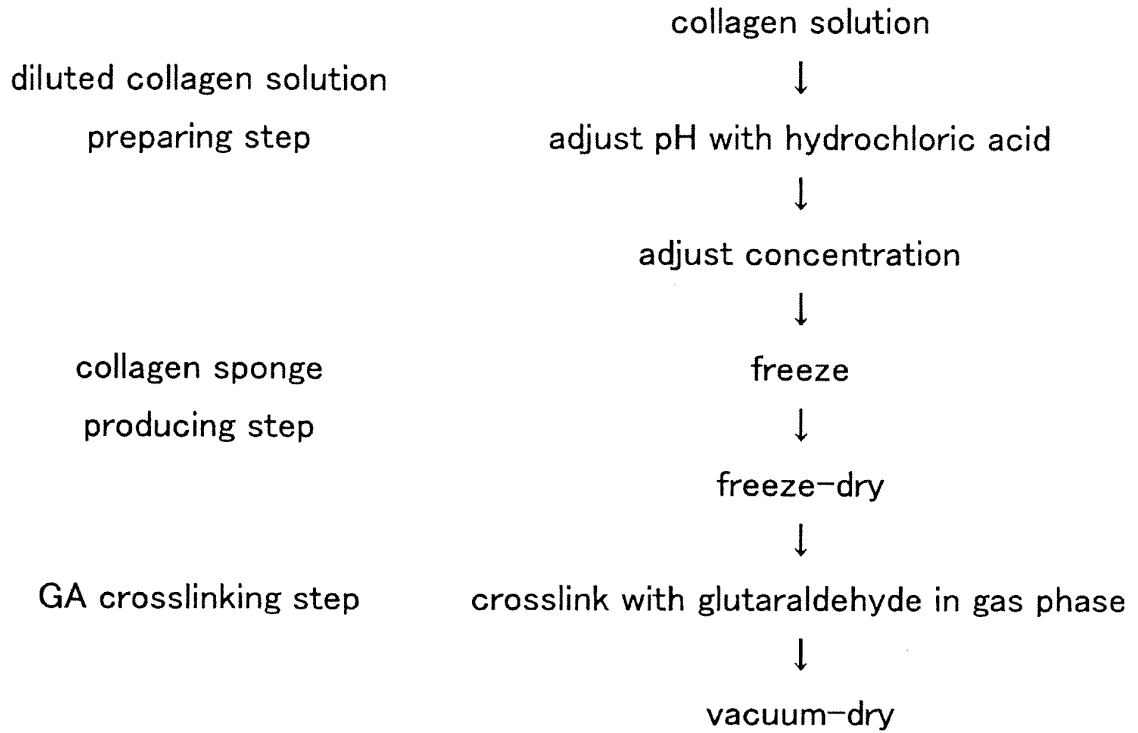 collagen solution
↓
diluted collagen solution
preparing step
adjust pH with hydrochloric acid
↓
adjust concentration
↓
collagen sponge
producing step
freeze
↓
freeze-dry
↓
GA crosslinking step
crosslink with glutaraldehyde in gas phase
↓
vacuum-dry